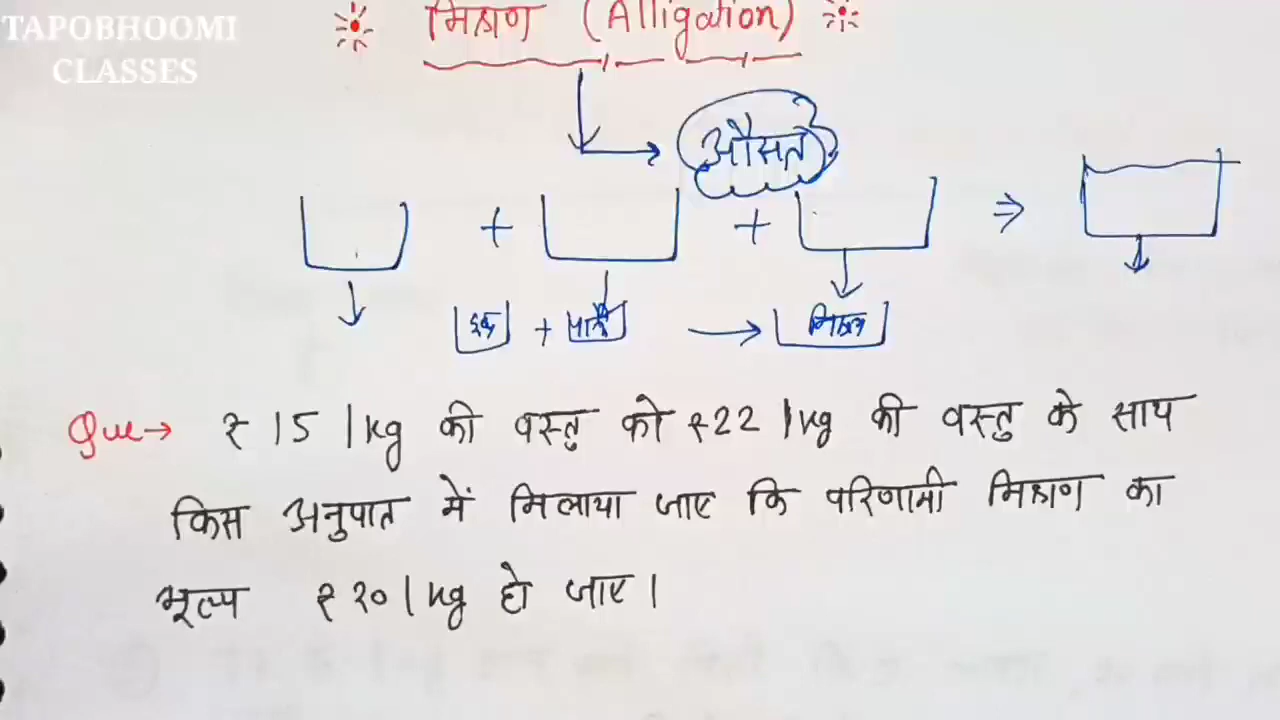 TAPOBHOOMI
CLASSES
मिश्रण (Alligation)
औसत
दूध + पानी → मिश्रण
Que→ ₹ 15 /kg की वस्तु को ₹22 /kg की वस्तु के साथ
किस अनुपात में मिलाया जाए कि परिणामी मिश्रण का
मूल्य ₹ 20 /kg हो जाए।